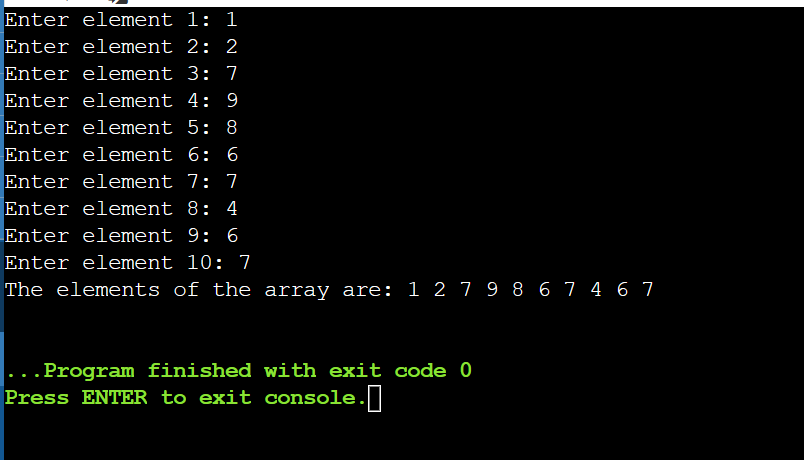 Enter element 1: 1
Enter element 2: 2
Enter element 3: 7
Enter element 4: 9
Enter element 5: 8
Enter element 6: 6
Enter element 7: 7
Enter element 8: 4
Enter element 9: 6
Enter element 10: 7
The elements of the array are: 1 2 7 9 8 6 7 4 6 7
...Program finished with exit code 0
Press ENTER to exit console.